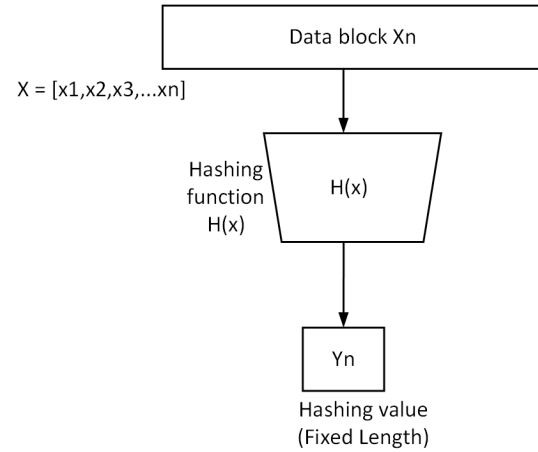 Data block Xn
X = [x1,x2,x3,...xn]
Hashing
function
H(x)
H(x)
Yn
Hashing value
(Fixed Length)